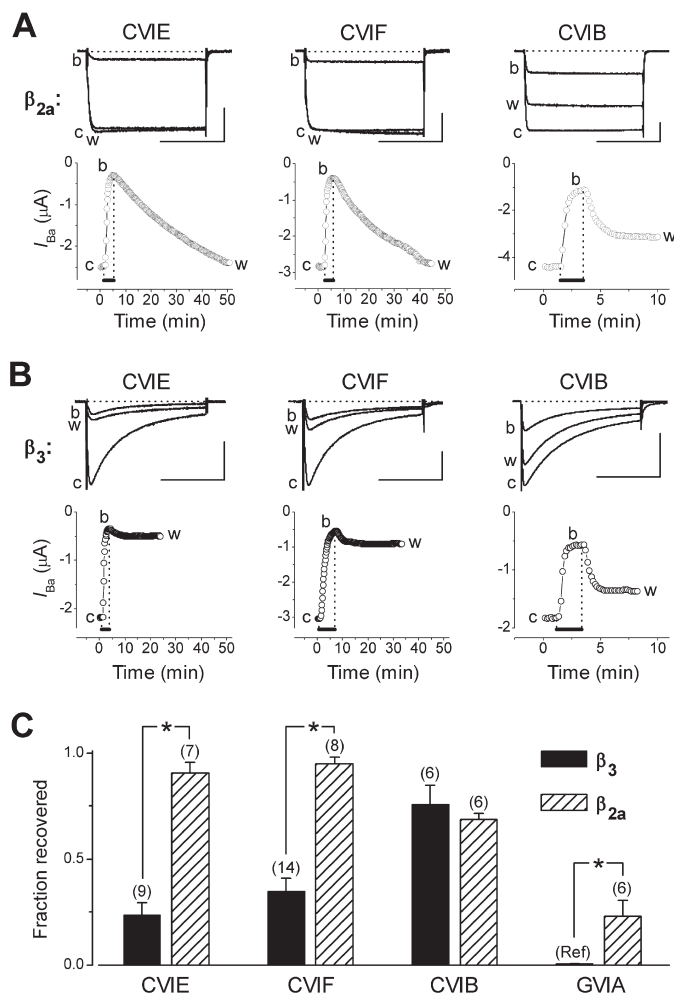 A
CVIE
CVIF
CVIB
β2a:
b
c
w
b
c
w
b
w
c
0
-1
-2
IBa (μA)
b
c
w
0 10 20 30 40 50
Time (min)
0
-1
-2
-3
b
c
w
0 10 20 30 40 50
Time (min)
0
-2
-4
b
c
w
0 5 10
Time (min)
B
CVIE
CVIF
CVIB
β3:
b
w
c
b
w
c
b
w
c
0
-1
-2
IBa (μA)
b
c
w
0 10 20 30 40 50
Time (min)
0
-1
-2
-3
b
c
w
0 10 20 30 40 50
Time (min)
0
-1
-2
b
c
w
0 5 10
Time (min)
C
Fraction recovered
1.0
0.5
0.0
*
(9)
(7)
*
(14)
(8)
(6)
(6)
*
(Ref)
(6)
β3
β2a
CVIE
CVIF
CVIB
GVIA